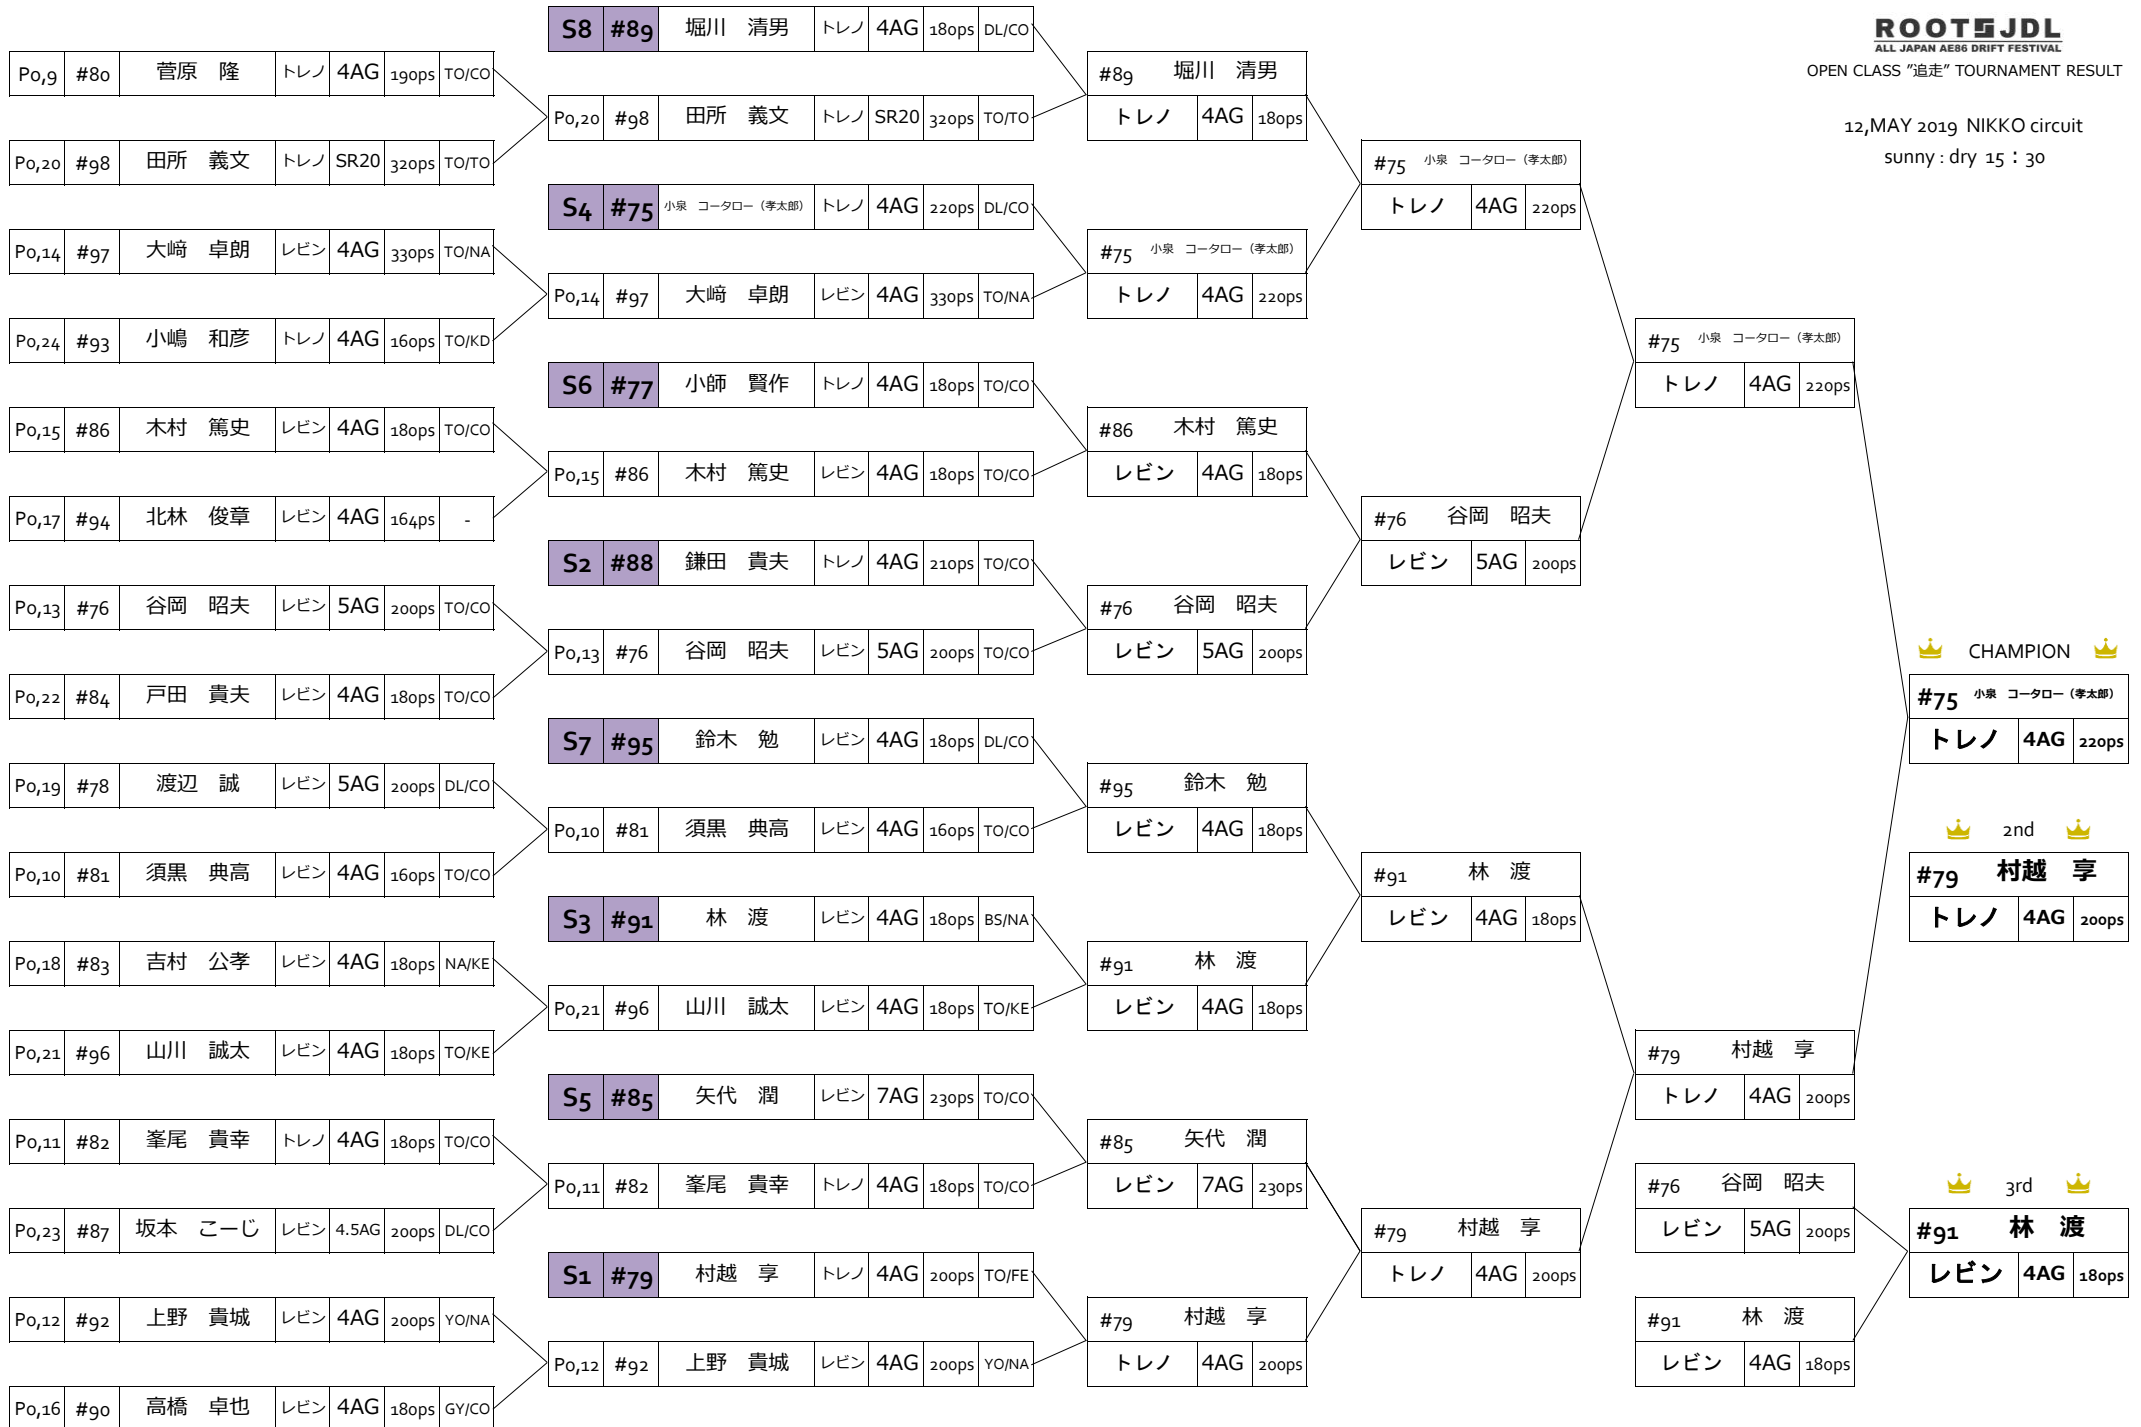 ROOTS JDL
ALL JAPAN AE86 DRIFT FESTIVAL
OPEN CLASS "追走" TOURNAMENT RESULT
12,MAY 2019 NIKKO circuit
sunny : dry 15：30
Po,9 #80 菅原 隆 トレノ 4AG 190ps TO/CO
Po,20 #98 田所 義文 トレノ SR20 320ps TO/TO
Po,14 #97 大﨑 卓朗 レビン 4AG 330ps TO/NA
Po,24 #93 小嶋 和彦 トレノ 4AG 160ps TO/KD
Po,15 #86 木村 篤史 レビン 4AG 180ps TO/CO
Po,17 #94 北林 俊章 レビン 4AG 164ps -
Po,13 #76 谷岡 昭夫 レビン 5AG 200ps TO/CO
Po,22 #84 戸田 貴夫 レビン 4AG 180ps TO/CO
Po,19 #78 渡辺 誠 レビン 5AG 200ps DL/CO
Po,10 #81 須黒 典高 レビン 4AG 160ps TO/CO
Po,18 #83 吉村 公孝 レビン 4AG 180ps NA/KE
Po,21 #96 山川 誠太 レビン 4AG 180ps TO/KE
Po,11 #82 峯尾 貴幸 トレノ 4AG 180ps TO/CO
Po,23 #87 坂本 こーじ レビン 4.5AG 200ps DL/CO
Po,12 #92 上野 貴城 レビン 4AG 200ps YO/NA
Po,16 #90 高橋 卓也 レビン 4AG 180ps GY/CO
S8 #89 堀川 清男 トレノ 4AG 180ps DL/CO
Po,20 #98 田所 義文 トレノ SR20 320ps TO/TO
S4 #75 小泉 コータロー（孝太郎） トレノ 4AG 220ps DL/CO
Po,14 #97 大﨑 卓朗 レビン 4AG 330ps TO/NA
S6 #77 小師 賢作 トレノ 4AG 180ps TO/CO
Po,15 #86 木村 篤史 レビン 4AG 180ps TO/CO
S2 #88 鎌田 貴夫 トレノ 4AG 210ps TO/CO
Po,13 #76 谷岡 昭夫 レビン 5AG 200ps TO/CO
S7 #95 鈴木 勉 レビン 4AG 180ps DL/CO
Po,10 #81 須黒 典高 レビン 4AG 160ps TO/CO
S3 #91 林 渡 レビン 4AG 180ps BS/NA
Po,21 #96 山川 誠太 レビン 4AG 180ps TO/KE
S5 #85 矢代 潤 レビン 7AG 230ps TO/CO
Po,11 #82 峯尾 貴幸 トレノ 4AG 180ps TO/CO
S1 #79 村越 享 トレノ 4AG 200ps TO/FE
Po,12 #92 上野 貴城 レビン 4AG 200ps YO/NA
#89 堀川 清男
トレノ 4AG 180ps
#75 小泉 コータロー（孝太郎）
トレノ 4AG 220ps
#86 木村 篤史
レビン 4AG 180ps
#76 谷岡 昭夫
レビン 5AG 200ps
#95 鈴木 勉
レビン 4AG 180ps
#91 林 渡
レビン 4AG 180ps
#85 矢代 潤
レビン 7AG 230ps
#79 村越 享
トレノ 4AG 200ps
#75 小泉 コータロー（孝太郎）
トレノ 4AG 220ps
#76 谷岡 昭夫
レビン 5AG 200ps
#91 林 渡
レビン 4AG 180ps
#79 村越 享
トレノ 4AG 200ps
#75 小泉 コータロー（孝太郎）
トレノ 4AG 220ps
#79 村越 享
トレノ 4AG 200ps
#76 谷岡 昭夫
レビン 5AG 200ps
#91 林 渡
レビン 4AG 180ps
CHAMPION
#75 小泉 コータロー（孝太郎）
トレノ 4AG 220ps
2nd
#79 村越 享
トレノ 4AG 200ps
3rd
#91 林 渡
レビン 4AG 180ps